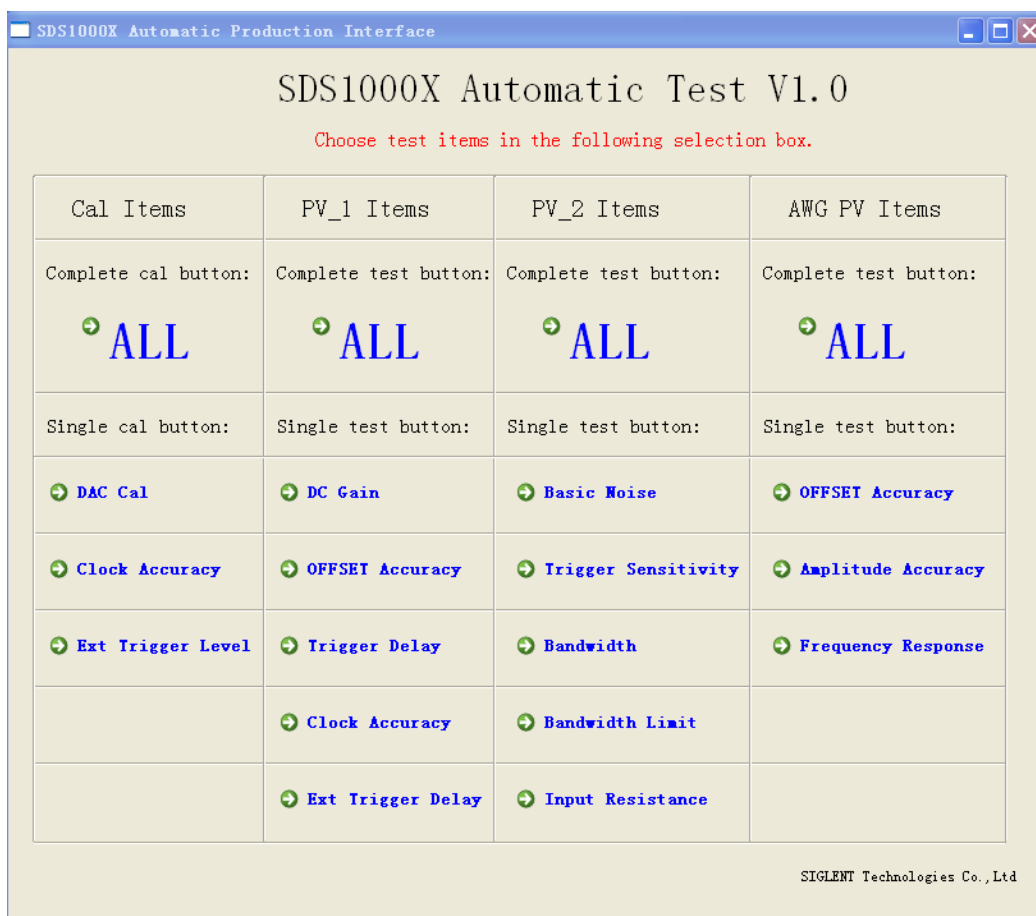 SDS1000X Automatic Production Interface
SDS1000X Automatic Test V1.0
Choose test items in the following selection box.
Cal Items PV_1 Items PV_2 Items AWG PV Items
Complete cal button: Complete test button: Complete test button: Complete test button:
ALL ALL ALL ALL
Single cal button: Single test button: Single test button: Single test button:
DAC Cal DC Gain Basic Noise OFFSET Accuracy
Clock Accuracy OFFSET Accuracy Trigger Sensitivity Amplitude Accuracy
Ext Trigger Level Trigger Delay Bandwidth Frequency Response
Clock Accuracy Bandwidth Limit
Ext Trigger Delay Input Resistance
SIGLENT Technologies Co.,Ltd